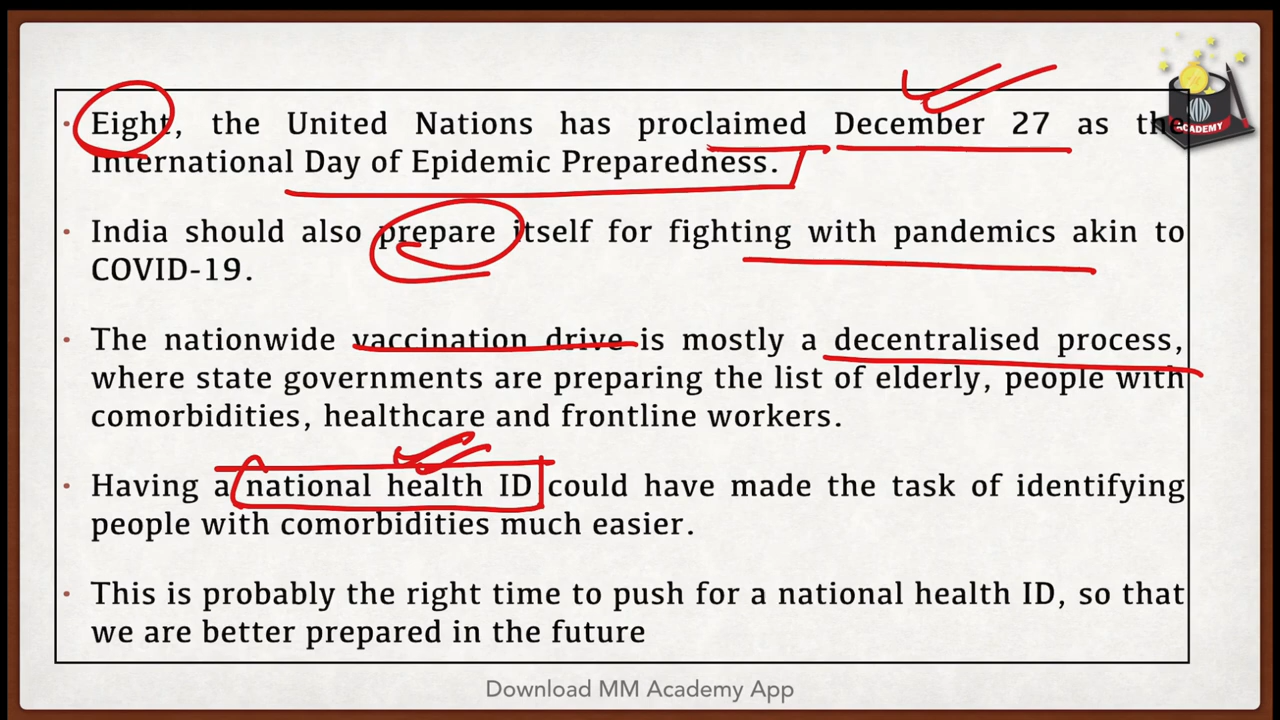 Eight, the United Nations has proclaimed December 27 as the
International Day of Epidemic Preparedness.
India should also prepare itself for fighting with pandemics akin to
COVID-19.
The nationwide vaccination drive is mostly a decentralised process,
where state governments are preparing the list of elderly, people with
comorbidities, healthcare and frontline workers.
Having a national health ID could have made the task of identifying
people with comorbidities much easier.
This is probably the right time to push for a national health ID, so that
we are better prepared in the future
ACADEMY
Download MM Academy App